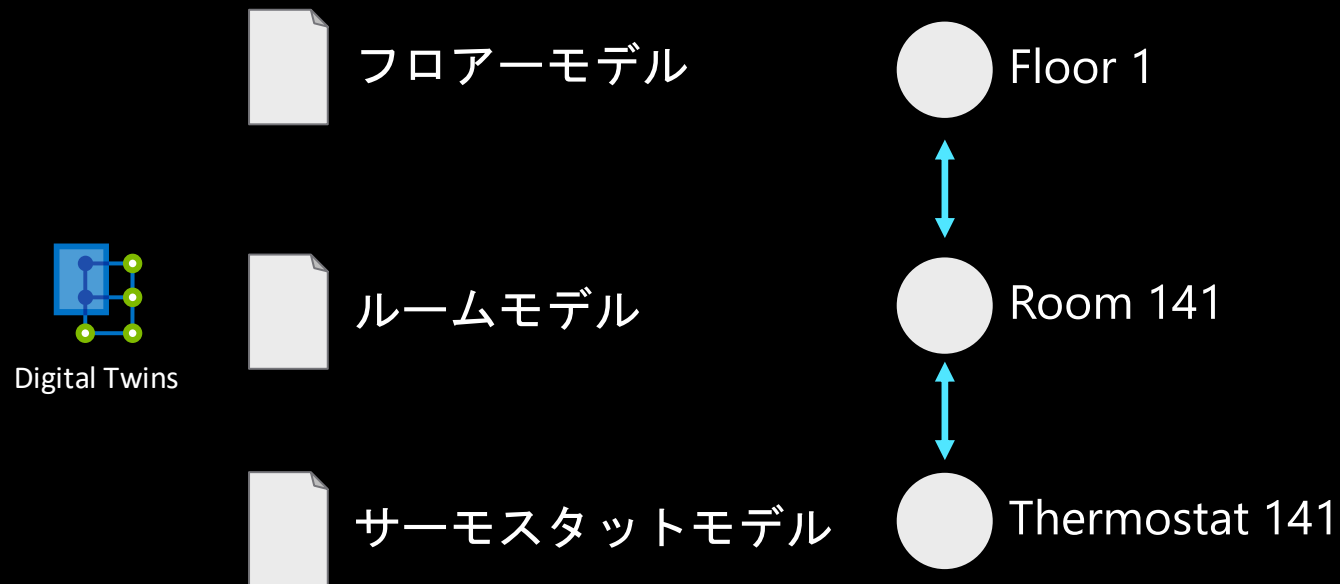 フロアーモデル
Floor 1
ルームモデル
Room 141
Digital Twins
サーモスタットモデル
Thermostat 141